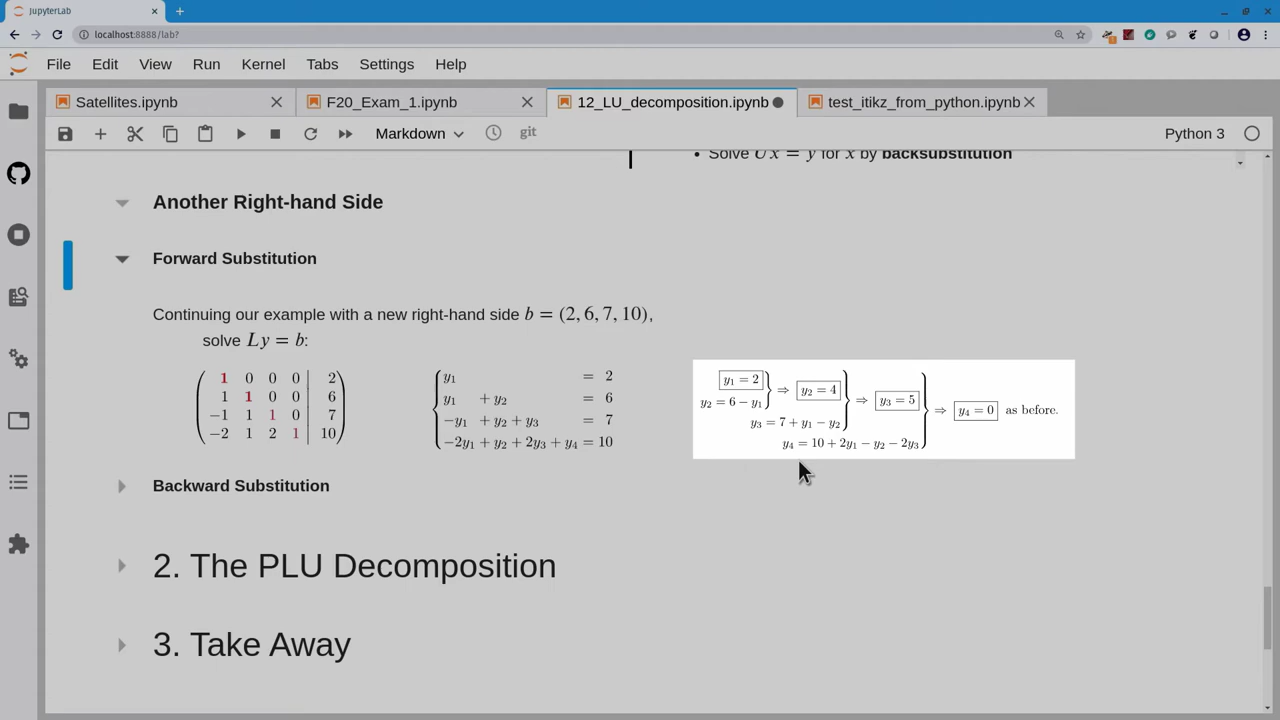 JupyterLab
localhost:8888/lab?
File Edit View Run Kernel Tabs Settings Help
Satellites.ipynb F20_Exam_1.ipynb 12_LU_decomposition.ipynb test_itikz_from_python.ipynb
Markdown git Python 3
• Solve Ux = y for x by backsubstitution
Another Right-hand Side
Forward Substitution
Continuing our example with a new right-hand side b = (2, 6, 7, 10),
solve Ly = b:
1 0 0 0 | 2
1 1 0 0 | 6
-1 1 1 0 | 7
-2 1 2 1 | 10
y₁ = 2
y₁ + y₂ = 6
−y₁ + y₂ + y₃ = 7
−2y₁ + y₂ + 2y₃ + y₄ = 10
y₁ = 2
y₂ = 6 − y₁ } ⇒ y₂ = 4
y₃ = 7 + y₁ − y₂ } ⇒ y₃ = 5
y₄ = 10 + 2y₁ − y₂ − 2y₃ } ⇒ y₄ = 0 as before.
Backward Substitution
2. The PLU Decomposition
3. Take Away